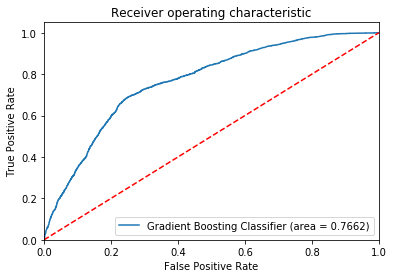 Receiver operating characteristic
1.0
0.8
0.6
0.4
0.2
0.0
True Positive Rate
Gradient Boosting Classifier (area = 0.7662)
0.0 0.2 0.4 0.6 0.8 1.0
False Positive Rate